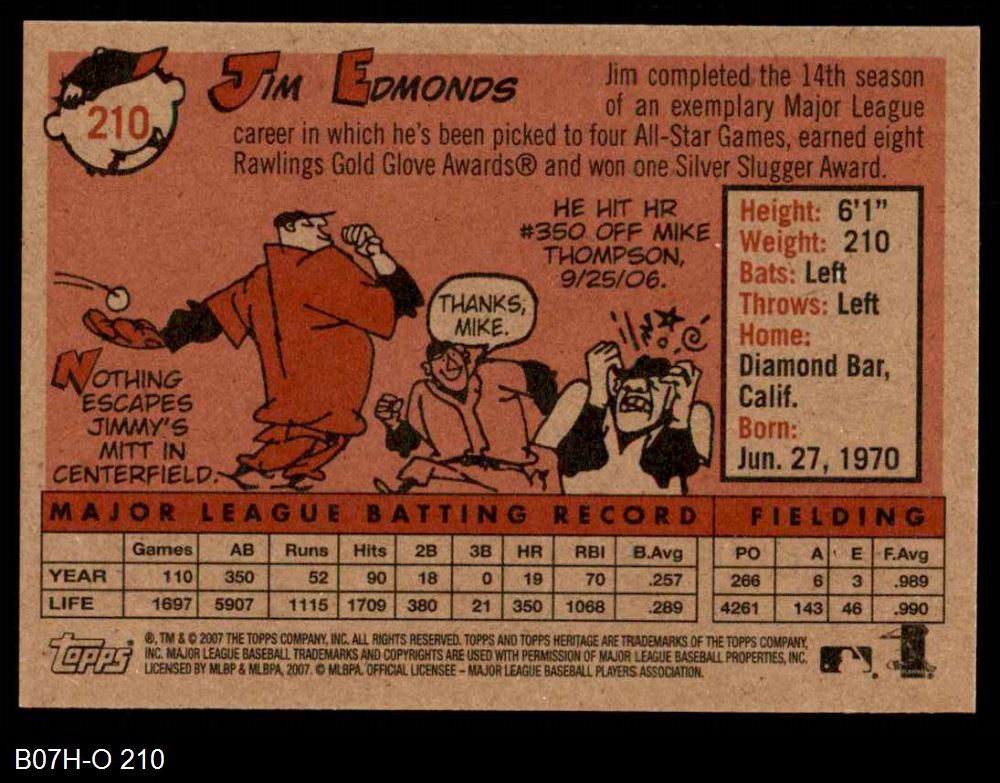 210
JIM EDMONDS
Jim completed the 14th season
of an exemplary Major League
career in which he's been picked to four All-Star Games, earned eight
Rawlings Gold Glove Awards® and won one Silver Slugger Award.
HE HIT HR
#350 OFF MIKE
THOMPSON,
9/25/06.
THANKS,
MIKE.
NOTHING
ESCAPES
JIMMY'S
MITT IN
CENTERFIELD.
Height: 6'1"
Weight: 210
Bats: Left
Throws: Left
Home:
Diamond Bar,
Calif.
Born:
Jun. 27, 1970
MAJOR LEAGUE BATTING RECORD FIELDING
Games AB Runs Hits 2B 3B HR RBI B.Avg PO A E F.Avg
YEAR 110 350 52 90 18 0 19 70 .257 266 6 3 .989
LIFE 1697 5907 1115 1709 380 21 350 1068 .289 4261 143 46 .990
Topps
®, TM & © 2007 THE TOPPS COMPANY, INC. ALL RIGHTS RESERVED. TOPPS AND TOPPS HERITAGE ARE TRADEMARKS OF THE TOPPS COMPANY,
INC. MAJOR LEAGUE BASEBALL TRADEMARKS AND COPYRIGHTS ARE USED WITH PERMISSION OF MAJOR LEAGUE BASEBALL PROPERTIES, INC.
LICENSED BY MLBP & MLBPA, 2007. © MLBPA. OFFICIAL LICENSEE – MAJOR LEAGUE BASEBALL PLAYERS ASSOCIATION.
B07H-O 210